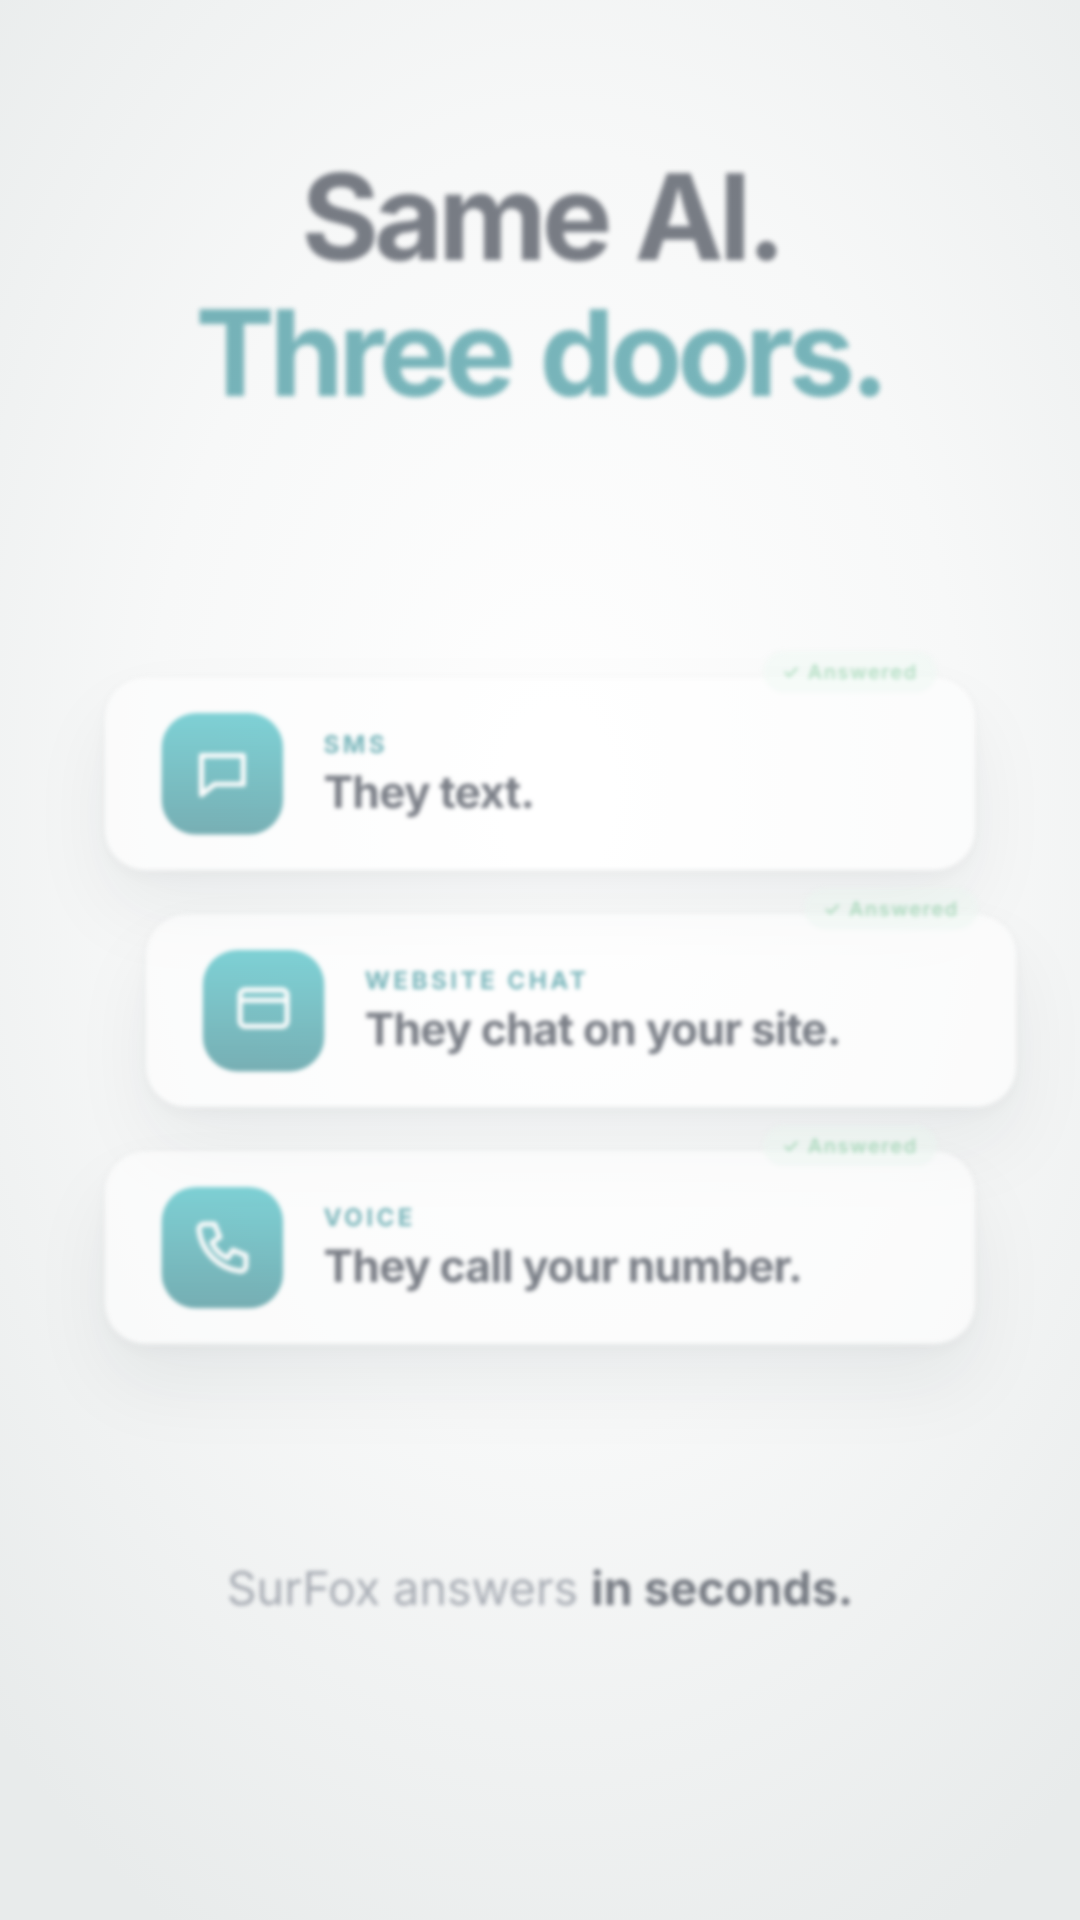 Same AI.
Three doors.
✓ Answered
SMS
They text.
✓ Answered
WEBSITE CHAT
They chat on your site.
✓ Answered
VOICE
They call your number.
SurFox answers in seconds.